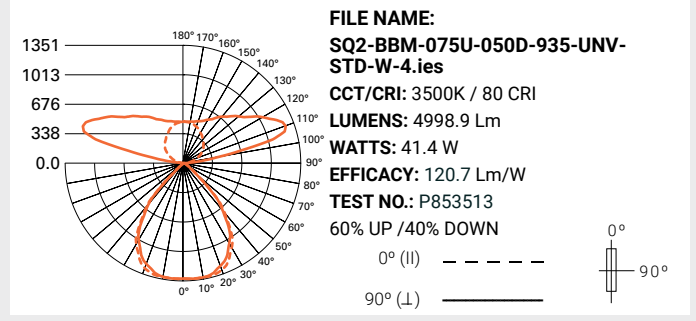 1351
1013
676
338
0.0
180° 170° 160° 150° 140° 130° 120° 110° 100° 90° 80° 70° 60° 50° 40° 30° 20° 10° 0°
FILE NAME:
SQ2-BBM-075U-050D-935-UNV-
STD-W-4.ies
CCT/CRI: 3500K / 80 CRI
LUMENS: 4998.9 Lm
WATTS: 41.4 W
EFFICACY: 120.7 Lm/W
TEST NO.: P853513
60% UP /40% DOWN
0° (II)
90° (⊥)
0°
90°